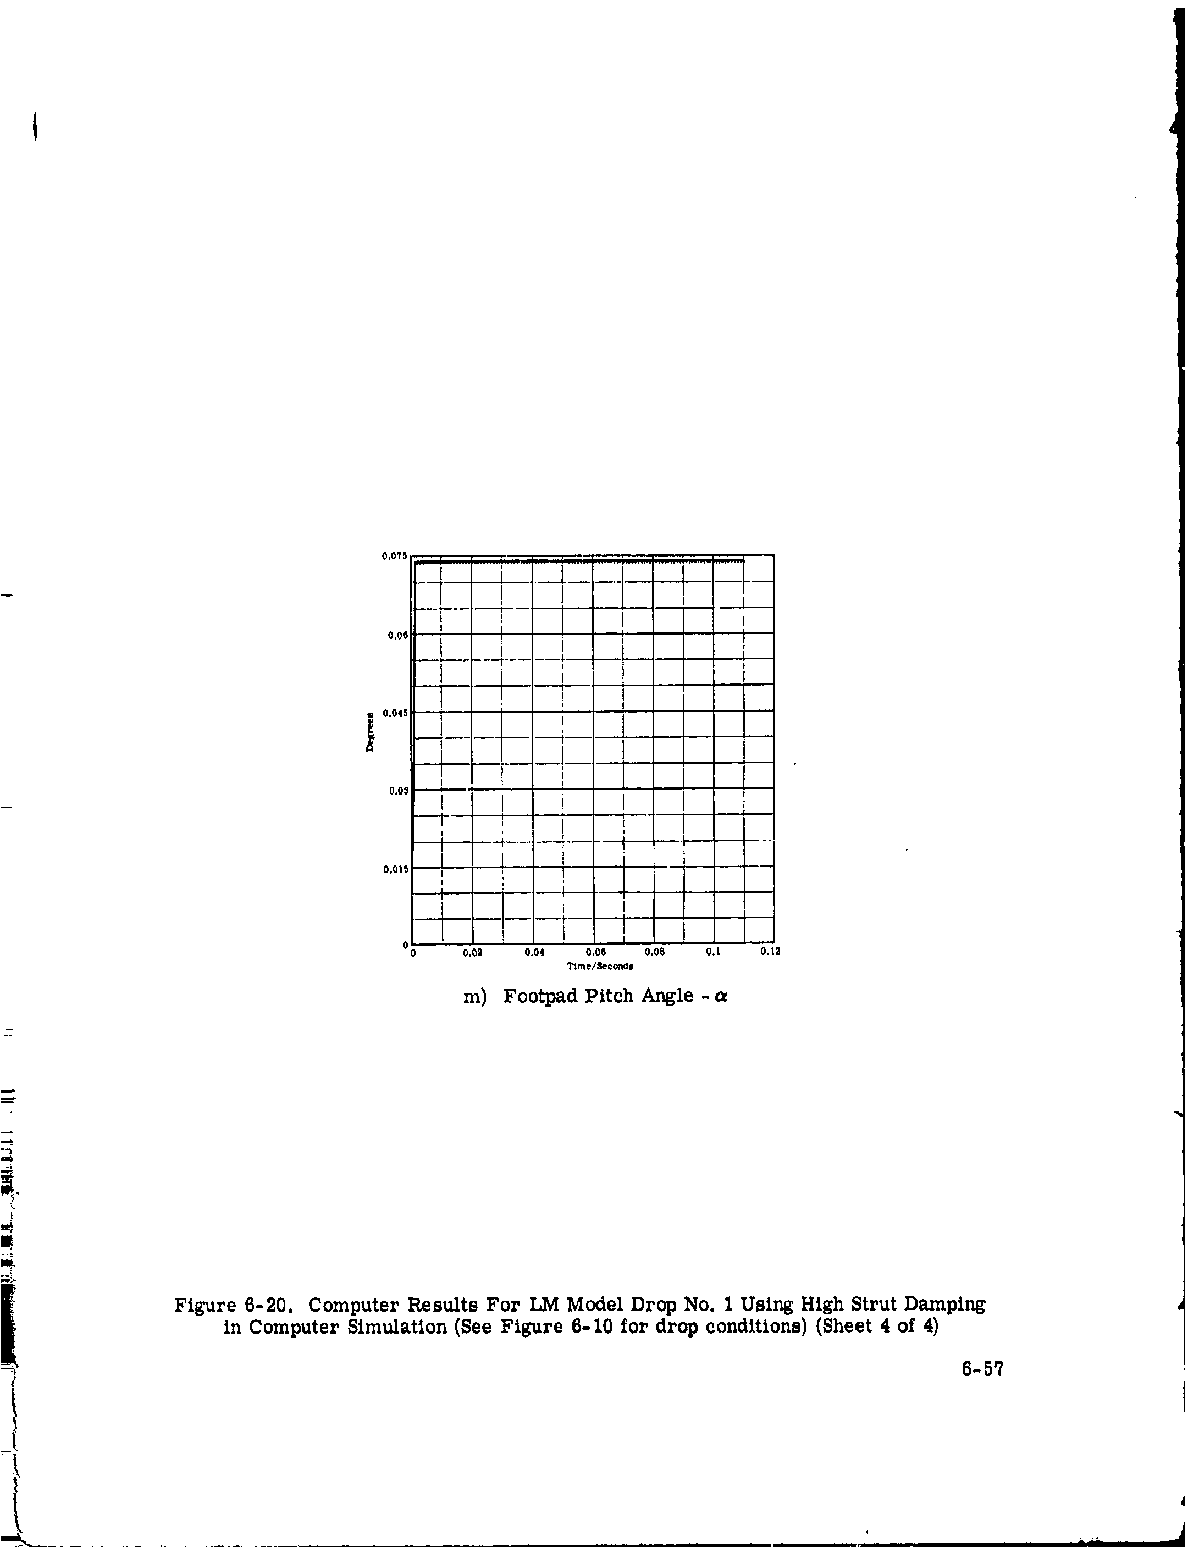 0.075
0.06
0.045
0.03
0.015
0
Degrees
0 0.02 0.04 0.06 0.08 0.1 0.12
Time/Seconds
m) Footpad Pitch Angle - α
Figure 6-20. Computer Results For LM Model Drop No. 1 Using High Strut Damping
in Computer Simulation (See Figure 6-10 for drop conditions) (Sheet 4 of 4)
6-57